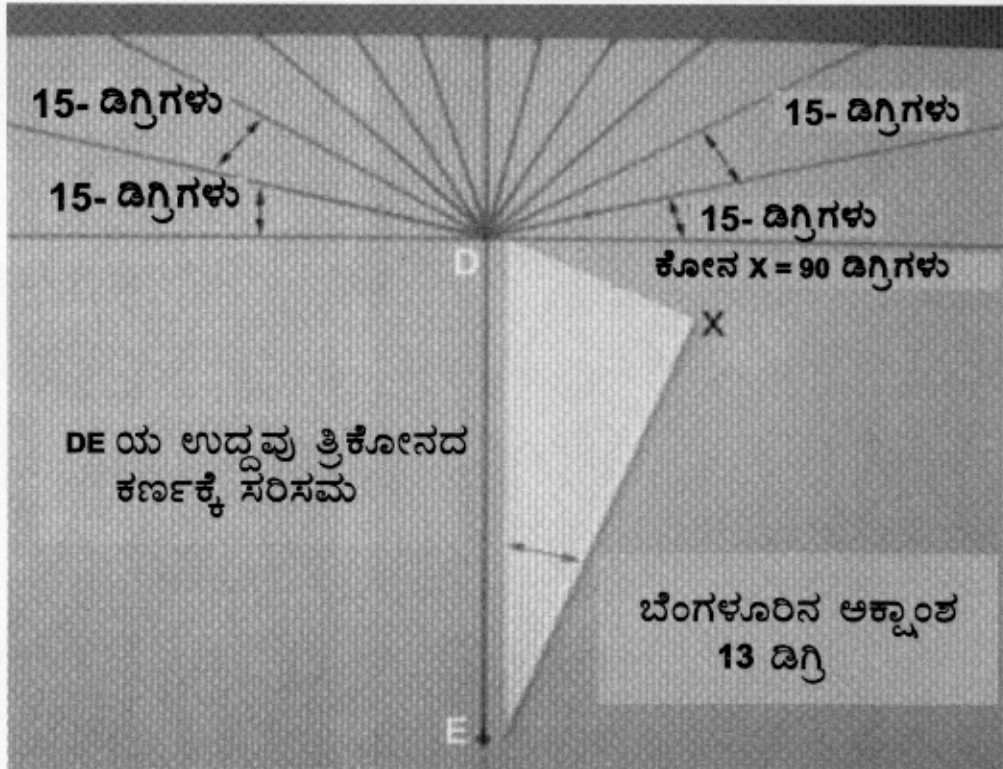 15- ಡಿಗ್ರಿಗಳು
15- ಡಿಗ್ರಿಗಳು
15- ಡಿಗ್ರಿಗಳು
15- ಡಿಗ್ರಿಗಳು
D
ಕೋನ X = 90 ಡಿಗ್ರಿಗಳು
X
DE ಯ ಉದ್ದವು ತ್ರಿಕೋನದ
ಕರ್ಣಕ್ಕೆ ಸರಿಸಮ
ಬೆಂಗಳೂರಿನ ಅಕ್ಷಾಂಶ
13 ಡಿಗ್ರಿ
E